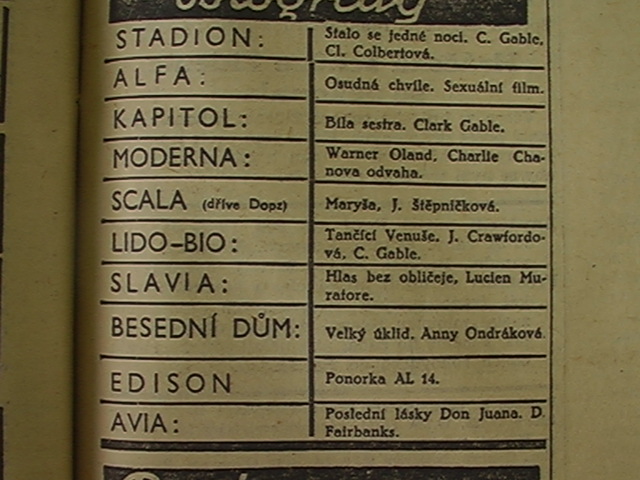 Biografy
STADION:
Stalo se jedné noci. C. Gable,
Cl. Colbertová.
ALFA:
Osudná chvíle. Sexuální film.
KAPITOL:
Bílá sestra. Clark Gable.
MODERNA:
Warner Oland, Charlie Cha-
nova odvaha.
SCALA (dříve Dopz)
Maryša, J. Štěpničková.
LIDO-BIO:
Tančící Venuše. J. Crawfordo-
vá, C. Gable.
SLAVIA:
Hlas bez obličeje, Lucien Mu-
ratore.
BESEDNÍ DŮM:
Velký úklid. Anny Ondráková.
EDISON
Ponorka AL 14.
AVIA:
Poslední lásky Don Juana. D.
Fairbanks.